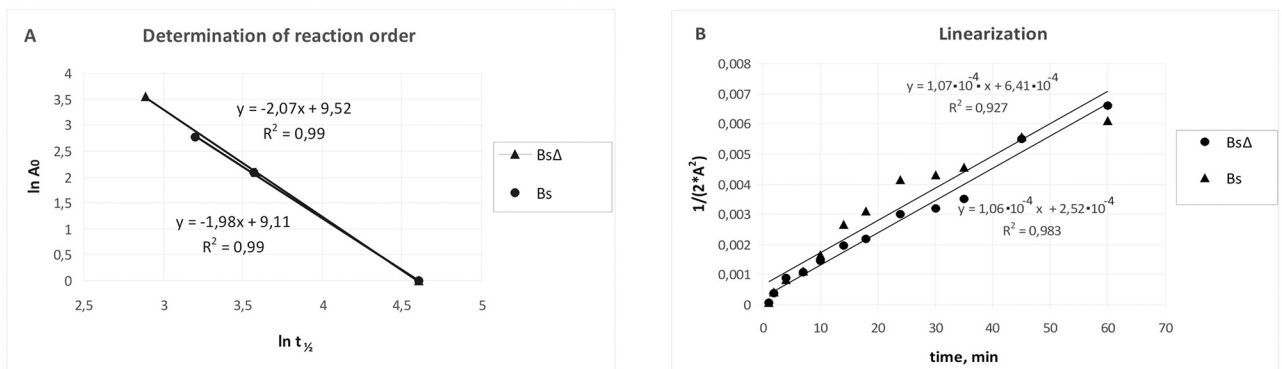 A
Determination of reaction order
ln A₀
4
3,5
3
2,5
2
1,5
1
0,5
0
y = -2,07x + 9,52
R² = 0,99
y = -1,98x + 9,11
R² = 0,99
2,5 3 3,5 4 4,5 5
ln t ½
BsΔ
Bs
B
Linearization
1/(2*A²)
0,008
0,007
0,006
0,005
0,004
0,003
0,002
0,001
0
y = 1,07▪10⁻⁴▪ x + 6,41▪10⁻⁴
R² = 0,927
y = 1,06▪10⁻⁴ x + 2,52▪10⁻⁴
R² = 0,983
0 10 20 30 40 50 60 70
time, min
BsΔ
Bs